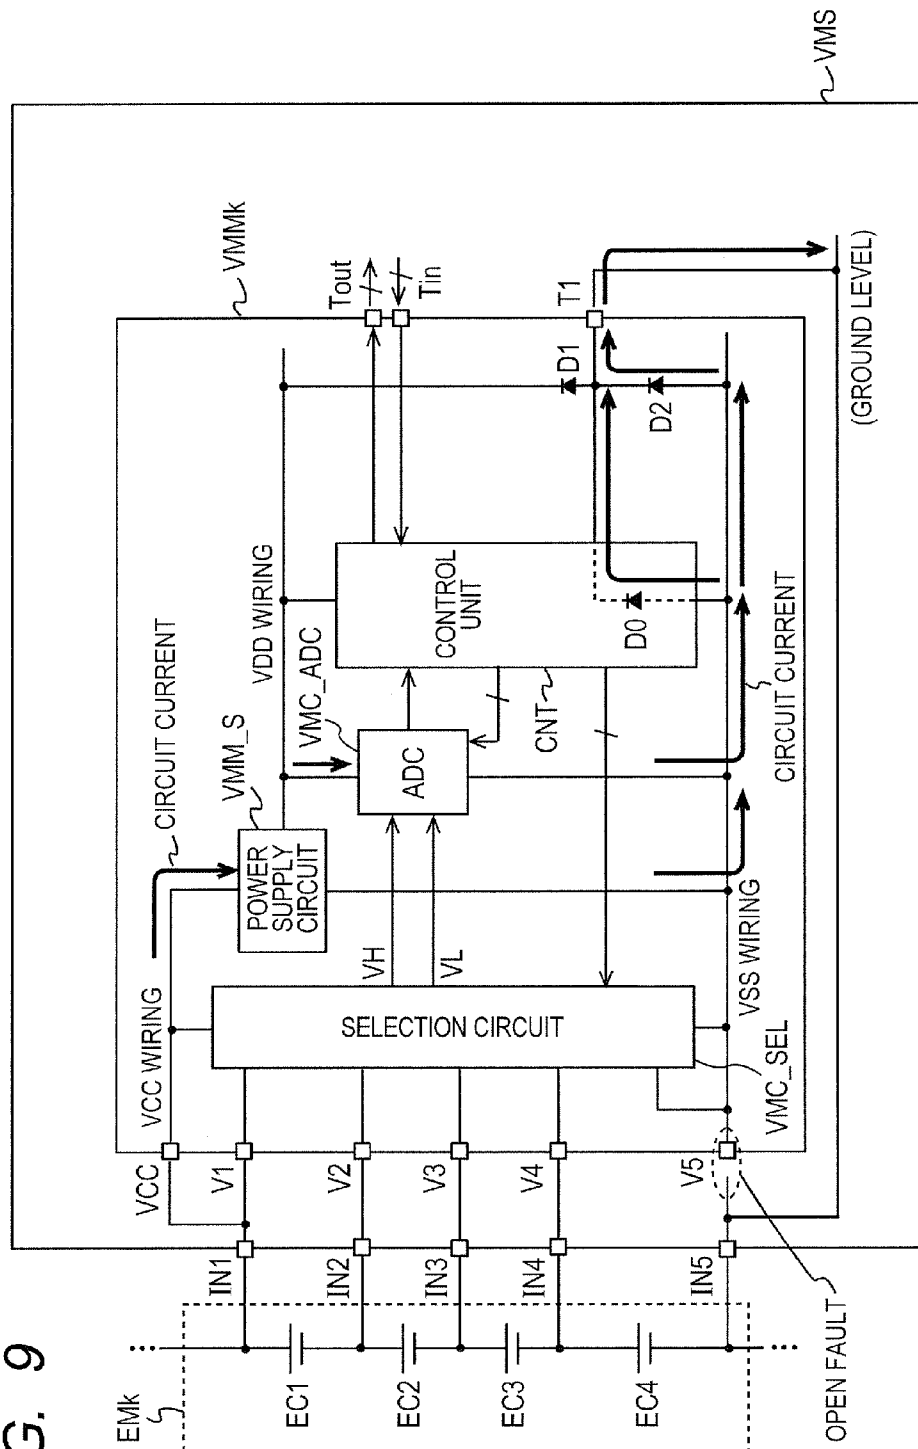 G. 9
EMk
EC1
EC2
EC3
EC4
OPEN FAULT
IN1
IN2
IN3
IN4
IN5
VCC
V1
V2
V3
V4
V5
VCC WIRING
SELECTION CIRCUIT
VMC_SEL
VH
VL
VSS WIRING
CIRCUIT CURRENT
VMM_S
POWER
SUPPLY
CIRCUIT
VMC_ADC
ADC
VDD WIRING
CONTROL
UNIT
CNT
D0
CIRCUIT CURRENT
D1
D2
Tout
Tin
T1
VMMk
(GROUND LEVEL)
VMS